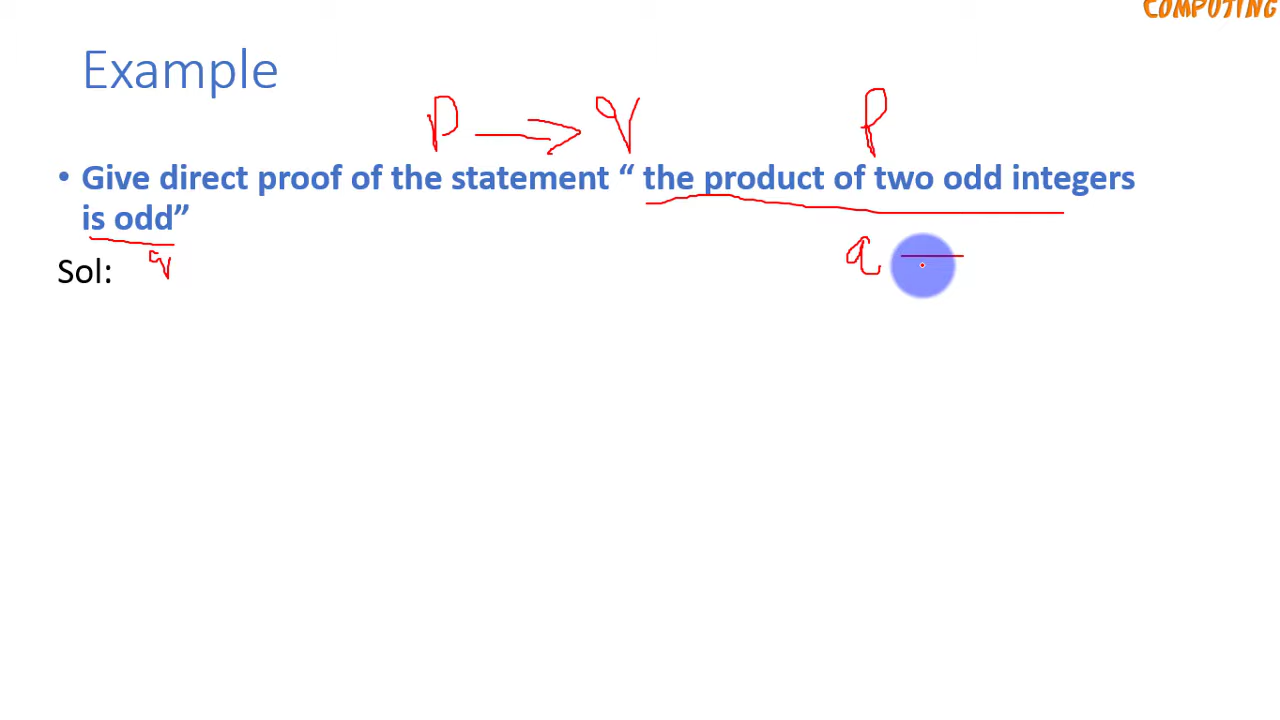 COMPUTING
Example
p → q p
• Give direct proof of the statement “ the product of two odd integers
is odd”
q a
Sol: